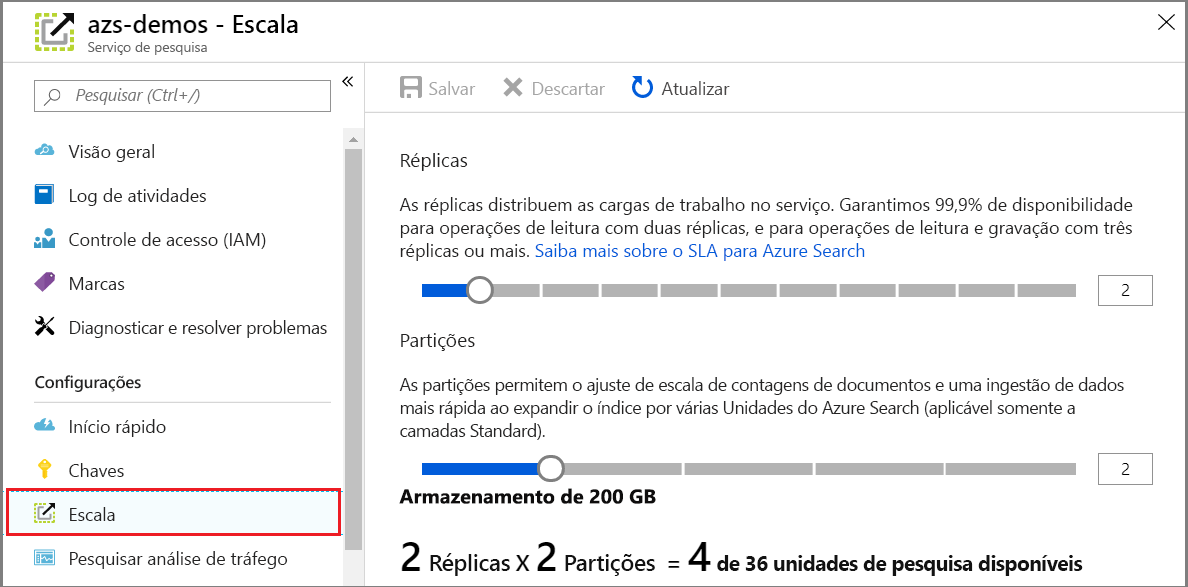 azs-demos - Escala
Serviço de pesquisa
Pesquisar (Ctrl+/)
Visão geral
Log de atividades
Controle de acesso (IAM)
Marcas
Diagnosticar e resolver problemas
Configurações
Início rápido
Chaves
Escala
Pesquisar análise de tráfego
Salvar
Descartar
Atualizar
Réplicas
As réplicas distribuem as cargas de trabalho no serviço. Garantimos 99,9% de disponibilidade
para operações de leitura com duas réplicas, e para operações de leitura e gravação com três
réplicas ou mais. Saiba mais sobre o SLA para Azure Search
2
Partições
As partições permitem o ajuste de escala de contagens de documentos e uma ingestão de dados
mais rápida ao expandir o índice por várias Unidades do Azure Search (aplicável somente a
camadas Standard).
2
Armazenamento de 200 GB
2 Réplicas X 2 Partições = 4 de 36 unidades de pesquisa disponíveis